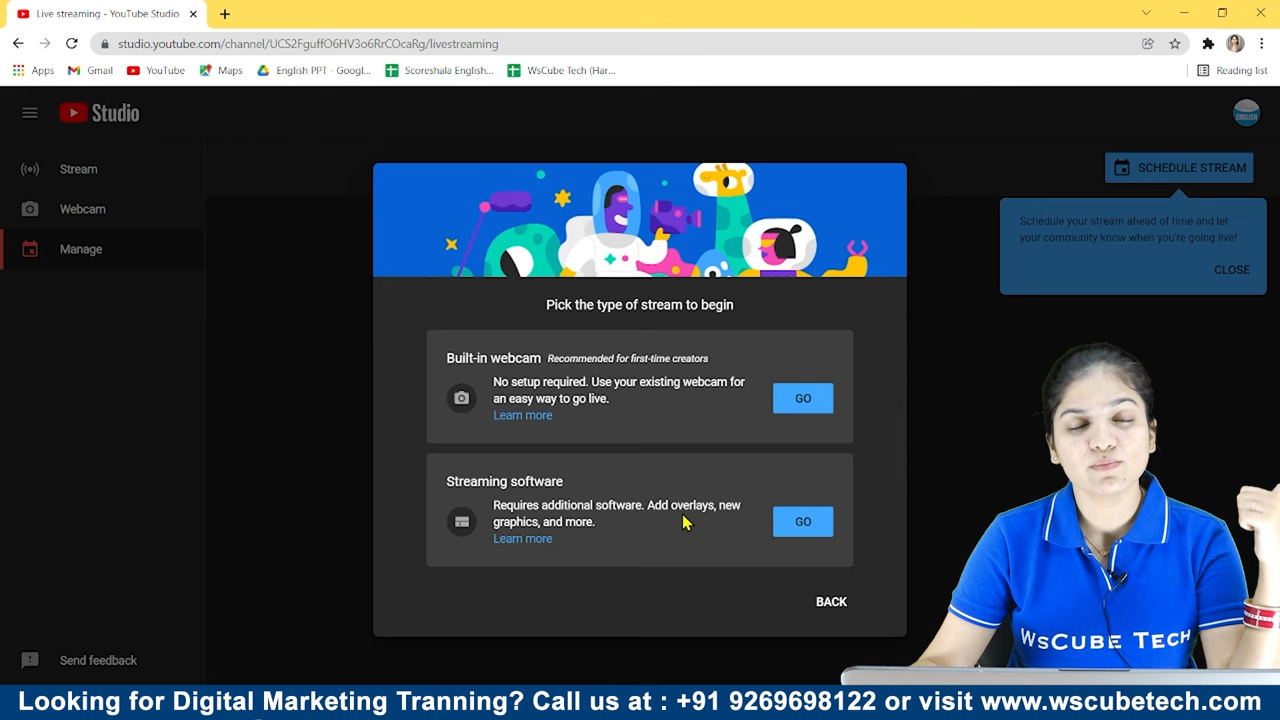 Live streaming - YouTube Studio
studio.youtube.com/channel/UCS2FguffO6HV3o6RrCOcaRg/livestreaming
Apps Gmail YouTube Maps English PPT - Googl... Scoreshala English... WsCube Tech (Har... Reading list
Studio
ENGLISH
Stream
Webcam
Manage
SCHEDULE STREAM
Schedule your stream ahead of time and let
your community know when you're going live!
CLOSE
Pick the type of stream to begin
Built-in webcam Recommended for first-time creators
No setup required. Use your existing webcam for
an easy way to go live.
Learn more
GO
Streaming software
Requires additional software. Add overlays, new
graphics, and more.
Learn more
GO
BACK
Send feedback
WsCUBE TECH
Looking for Digital Marketing Tranning? Call us at : +91 9269698122 or visit www.wscubetech.com